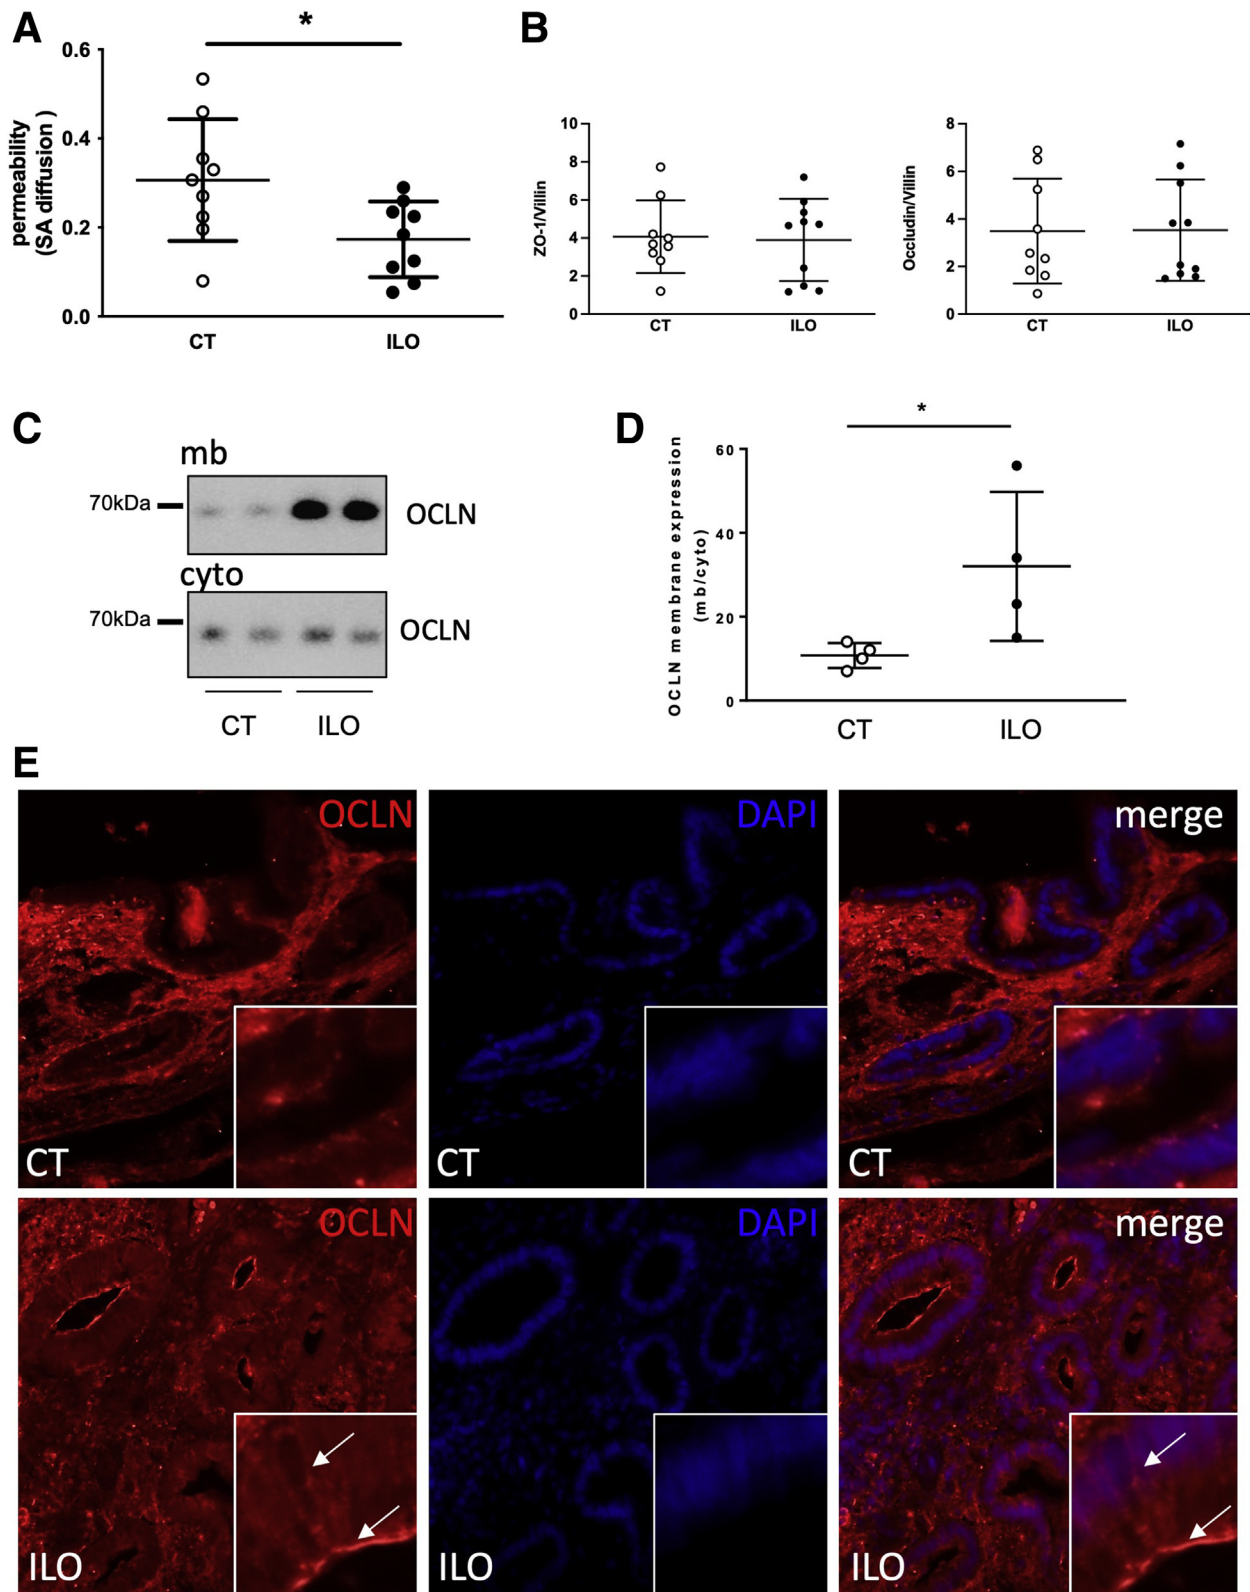 A
*
permeability
(SA diffusion )
0.6
0.4
0.2
0.0
CT
ILO
B
ZO-1/Villin
10
8
6
4
2
0
CT
ILO
Occludin/Villin
8
6
4
2
0
CT
ILO
C
mb
70kDa
OCLN
cyto
70kDa
OCLN
CT
ILO
D
*
OCLN membrane expression
(mb/cyto)
60
40
20
0
CT
ILO
E
OCLN
DAPI
merge
CT
CT
CT
OCLN
DAPI
merge
ILO
ILO
ILO